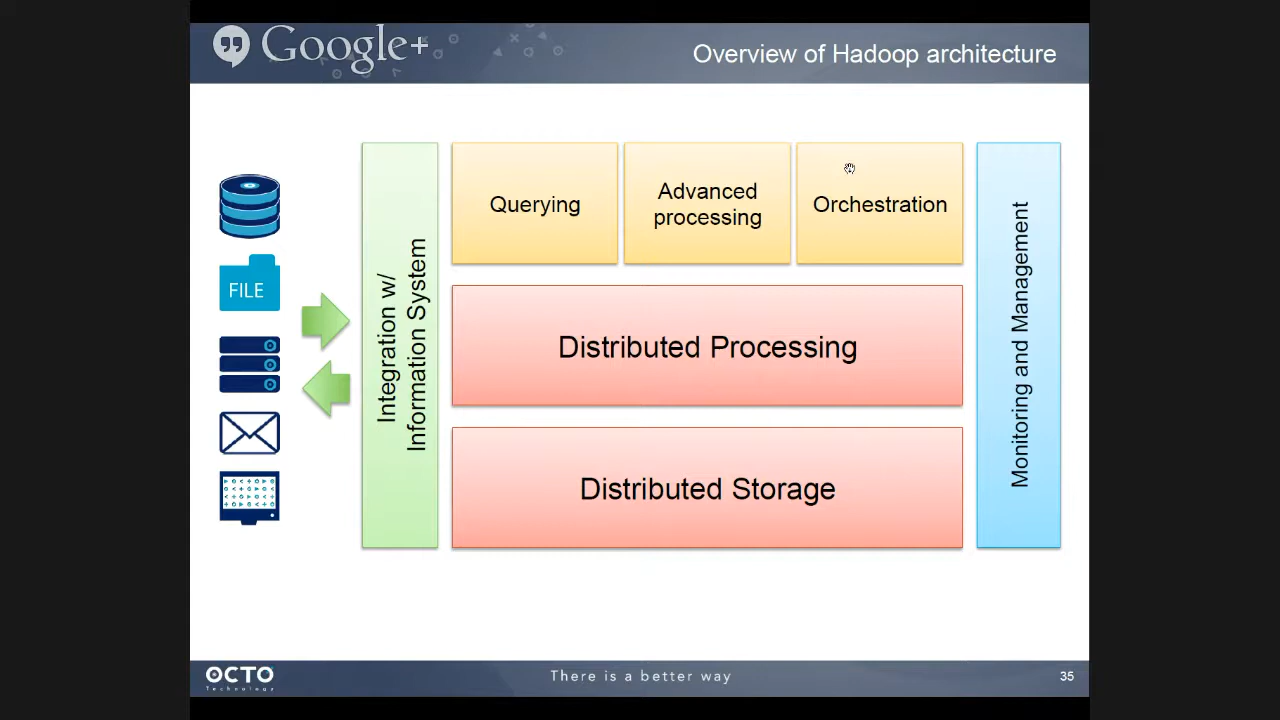 Google+
Overview of Hadoop architecture
FILE
Integration w/
Information System
Querying
Advanced
processing
Orchestration
Distributed Processing
Distributed Storage
Monitoring and Management
OCTO
Technology
There is a better way
35